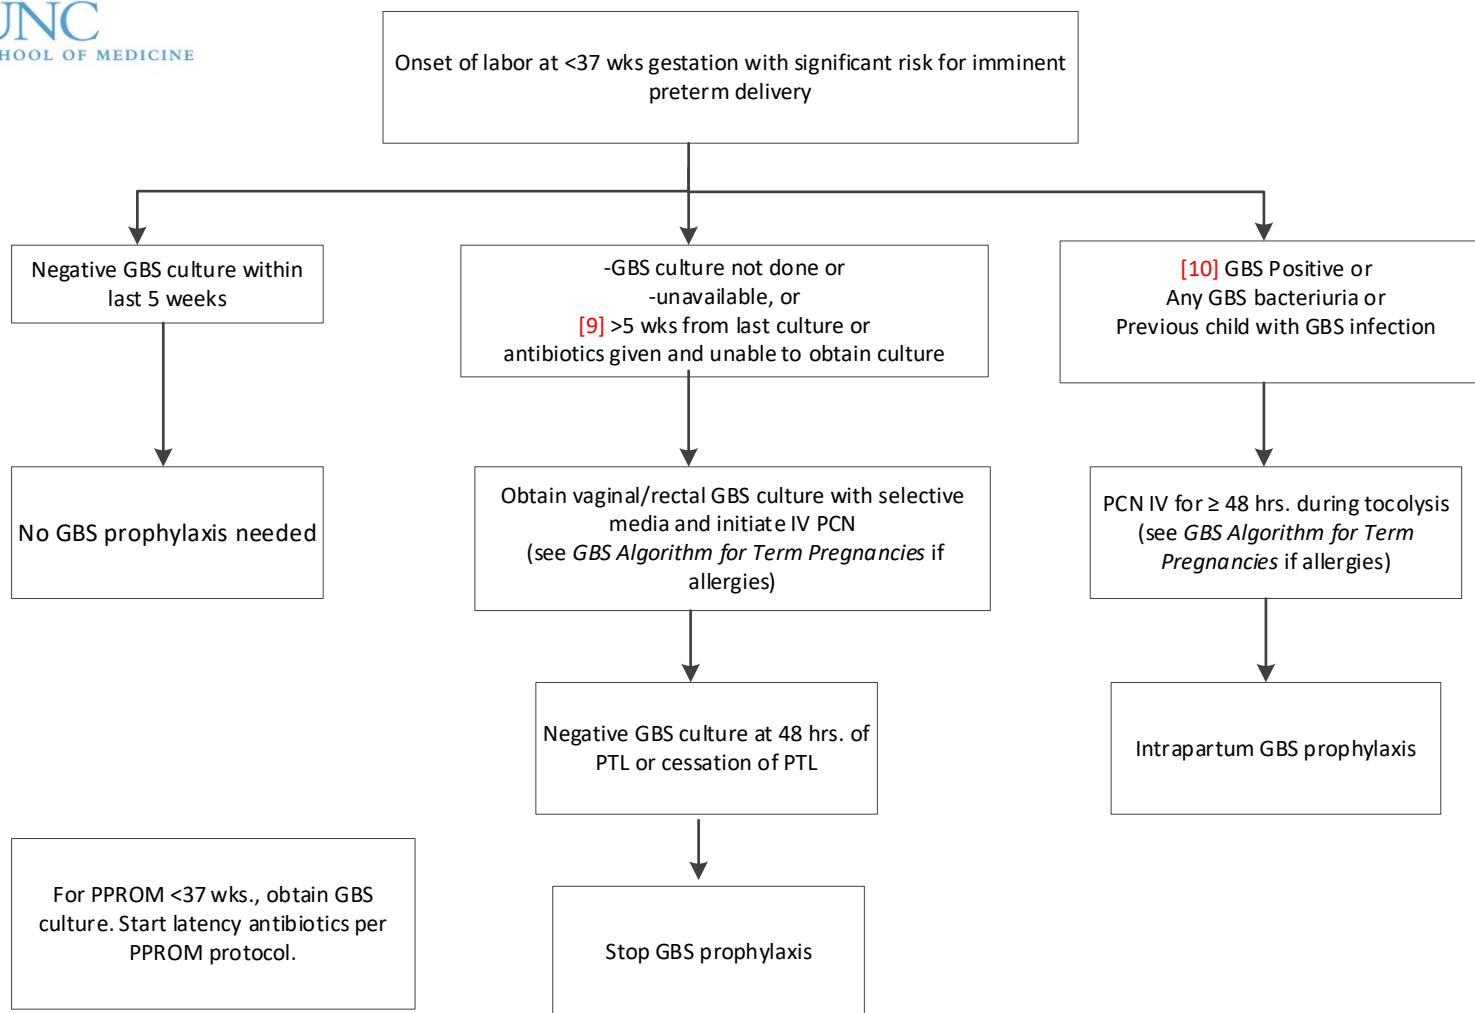 UNC
SCHOOL OF MEDICINE
Onset of labor at <37 wks gestation with significant risk for imminent
preterm delivery
Negative GBS culture within
last 5 weeks
-GBS culture not done or
-unavailable, or
[9] >5 wks from last culture or
antibiotics given and unable to obtain culture
[10] GBS Positive or
Any GBS bacteriuria or
Previous child with GBS infection
No GBS prophylaxis needed
Obtain vaginal/rectal GBS culture with selective
media and initiate IV PCN
(see GBS Algorithm for Term Pregnancies if
allergies)
PCN IV for ≥ 48 hrs. during tocolysis
(see GBS Algorithm for Term
Pregnancies if allergies)
Negative GBS culture at 48 hrs. of
PTL or cessation of PTL
Intrapartum GBS prophylaxis
For PPROM <37 wks., obtain GBS
culture. Start latency antibiotics per
PPROM protocol.
Stop GBS prophylaxis